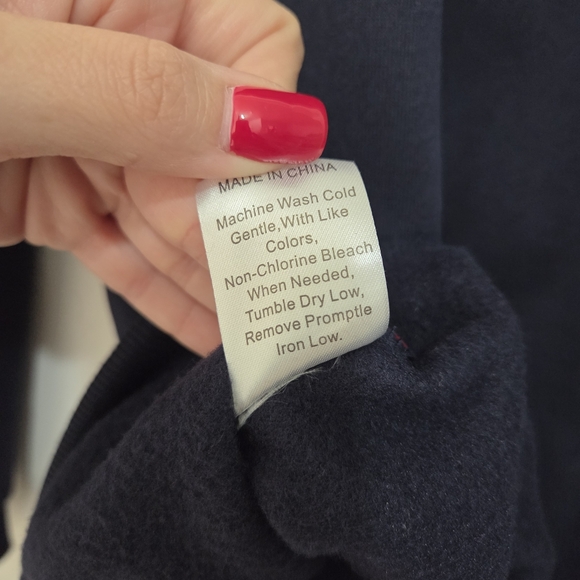 MADE IN CHINA
Machine Wash Cold
Gentle,With Like
Colors,
Non-Chlorine Bleach
When Needed,
Tumble Dry Low,
Remove Promptle
Iron Low.